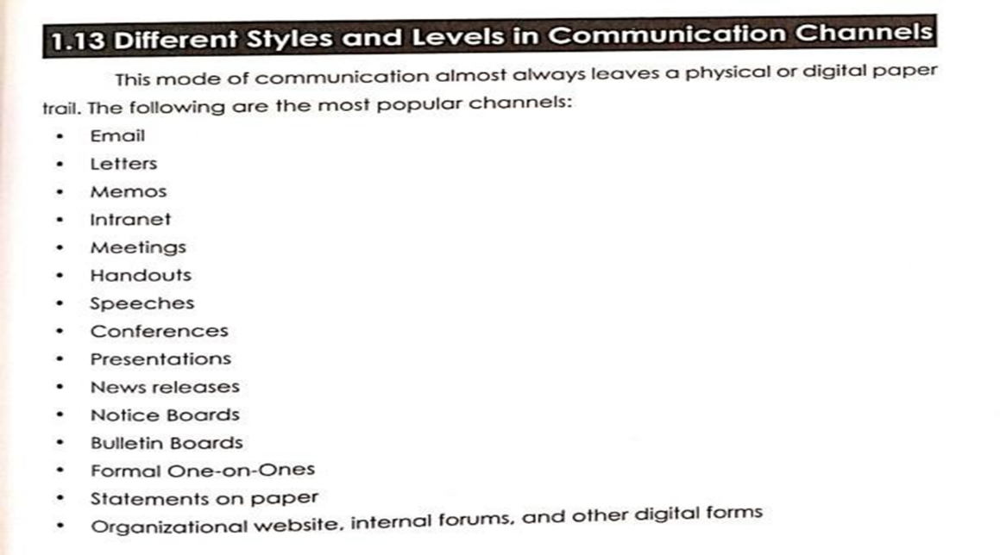 1.13 Different Styles and Levels in Communication Channels
This mode of communication almost always leaves a physical or digital paper
trail. The following are the most popular channels:
• Email
• Letters
• Memos
• Intranet
• Meetings
• Handouts
• Speeches
• Conferences
• Presentations
• News releases
• Notice Boards
• Bulletin Boards
• Formal One-on-Ones
• Statements on paper
• Organizational website, internal forums, and other digital forms